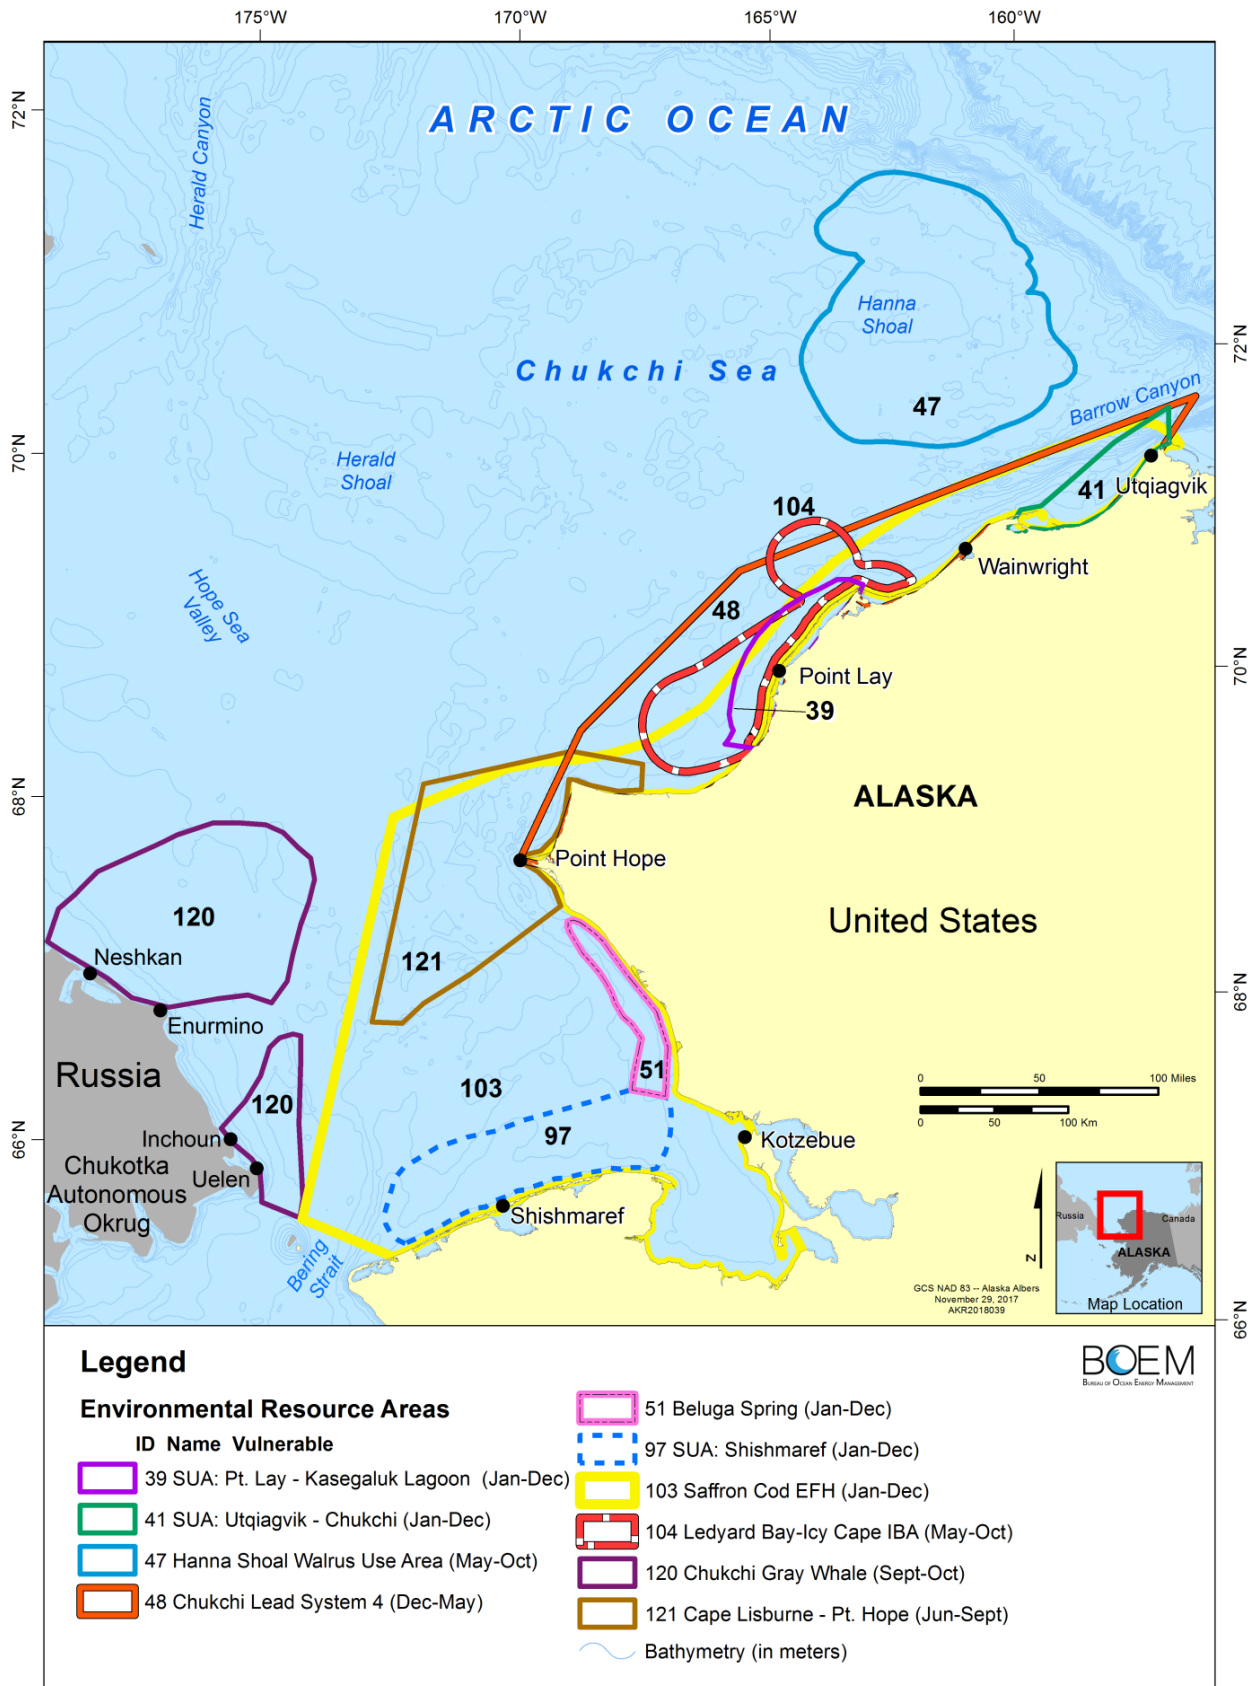 175°W
170°W
165°W
160°W
72°N
ARCTIC OCEAN
Herald Canyon
Hanna
Shoal
72°N
Chukchi Sea
47
Barrow Canyon
70°N
Herald
Shoal
41
Utqiagvik
104
Wainwright
Hope Sea
Valley
48
70°N
Point Lay
39
68°N
ALASKA
Point Hope
120
United States
Neshkan
121
68°N
Enurmino
Russia
51
0 50 100 Miles
103
120
0 50 100 Km
66°N
97
Inchoun
Kotzebue
Chukotka
Autonomous
Okrug
Uelen
Shishmaref
Bering
Strait
N
Russia
Canada
ALASKA
Map Location
GCS NAD 83 -- Alaska Albers
November 29, 2017
AKR2018039
66°N
Legend
BOEM
BUREAU OF OCEAN ENERGY MANAGEMENT
Environmental Resource Areas
ID Name Vulnerable
39 SUA: Pt. Lay - Kasegaluk Lagoon (Jan-Dec)
41 SUA: Utqiagvik - Chukchi (Jan-Dec)
47 Hanna Shoal Walrus Use Area (May-Oct)
48 Chukchi Lead System 4 (Dec-May)
51 Beluga Spring (Jan-Dec)
97 SUA: Shishmaref (Jan-Dec)
103 Saffron Cod EFH (Jan-Dec)
104 Ledyard Bay-Icy Cape IBA (May-Oct)
120 Chukchi Gray Whale (Sept-Oct)
121 Cape Lisburne - Pt. Hope (Jun-Sept)
Bathymetry (in meters)